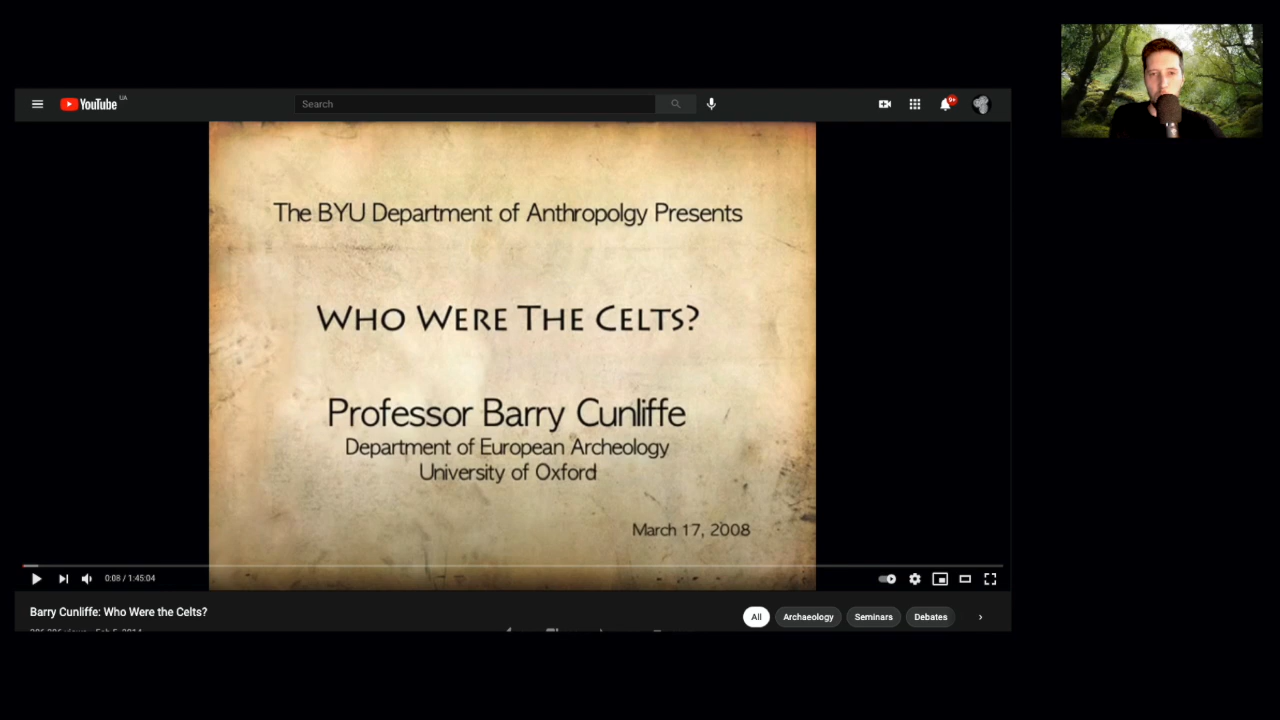 YouTube UA
Search
9+
The BYU Department of Anthropolgy Presents
WHO WERE THE CELTS?
Professor Barry Cunliffe
Department of European Archeology
University of Oxford
March 17, 2008
0:08 / 1:45:04
Barry Cunliffe: Who Were the Celts?
All Archaeology Seminars Debates